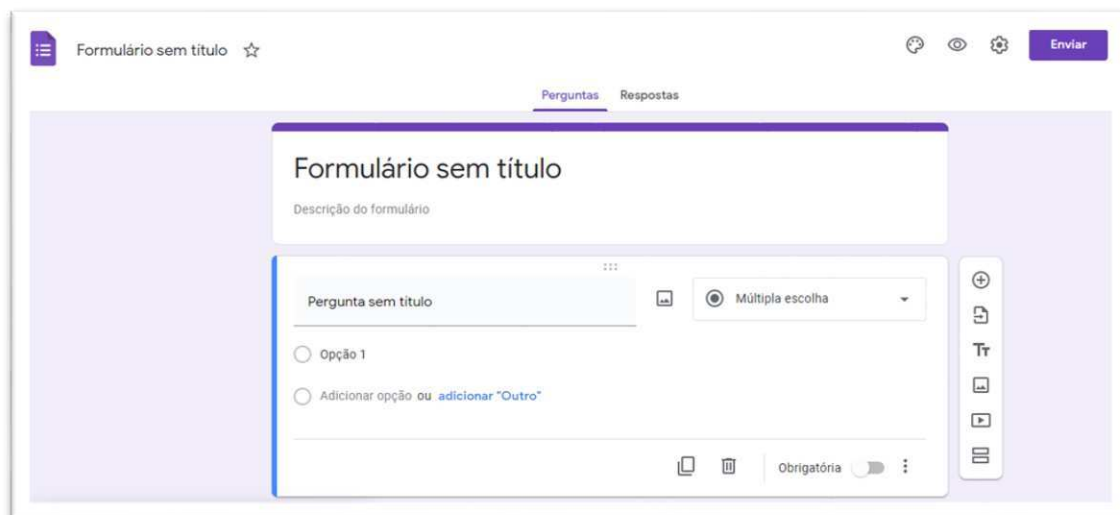 Formulário sem título
Enviar
Perguntas Respostas
Formulário sem título
Descrição do formulário
Pergunta sem título
Múltipla escolha
Opção 1
Adicionar opção ou adicionar "Outro"
Obrigatória